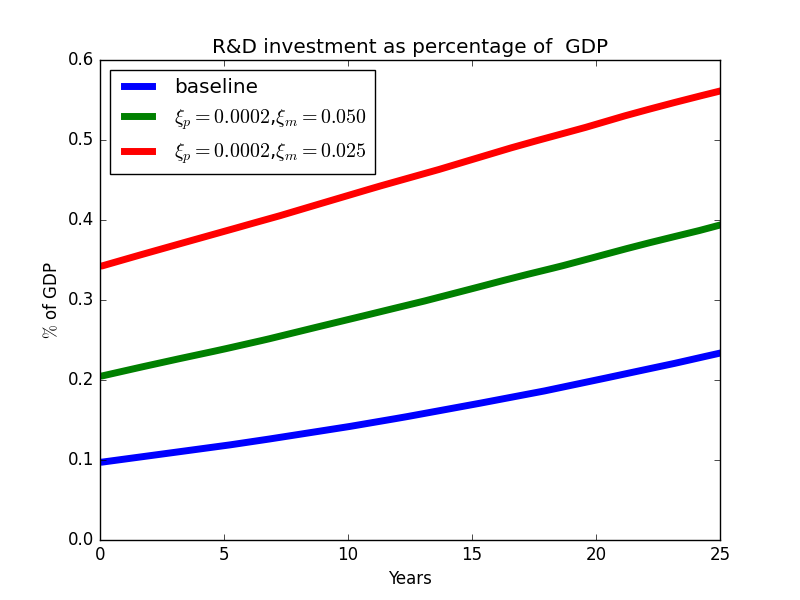 R&D investment as percentage of  GDP
baseline
ξp = 0.0002,ξm = 0.050
ξp = 0.0002,ξm = 0.025
0.6
0.5
0.4
0.3
0.2
0.1
0.0
% of GDP
0 5 10 15 20 25
Years